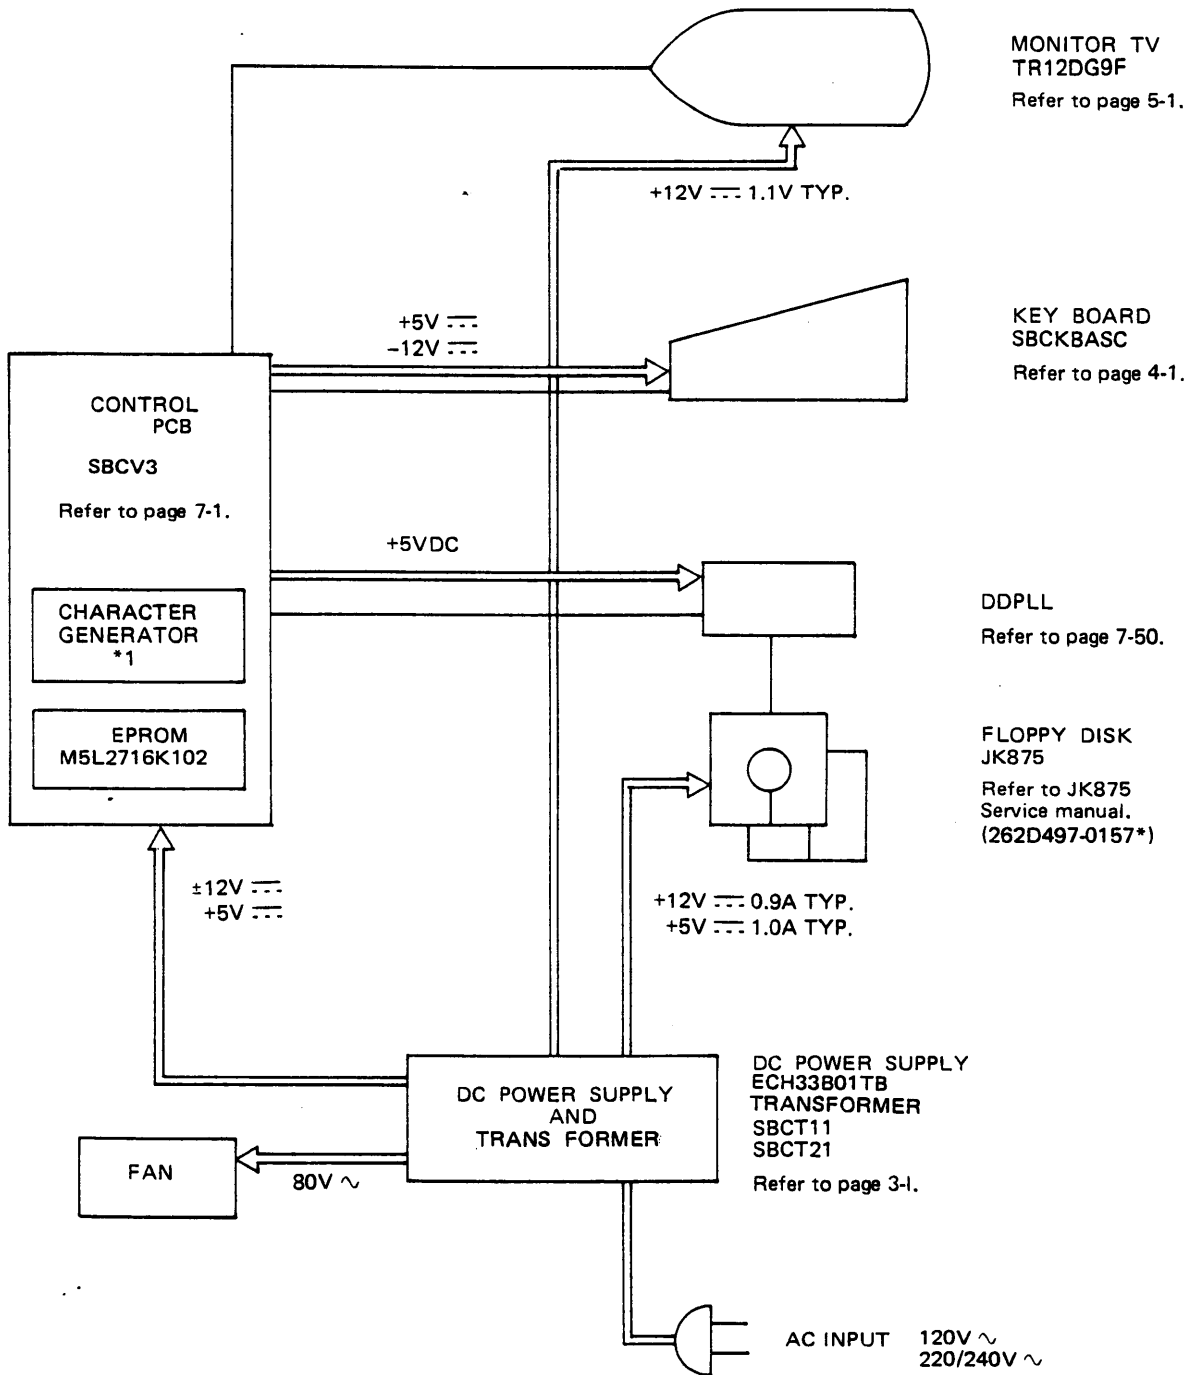 MONITOR TV
TR12DG9F
Refer to page 5-1.
+12V ⎓ 1.1V TYP.
KEY BOARD
SBCKBASC
Refer to page 4-1.
+5V ⎓
-12V ⎓
CONTROL
PCB
SBCV3
Refer to page 7-1.
CHARACTER
GENERATOR
*1
EPROM
M5L2716K102
+5VDC
DDPLL
Refer to page 7-50.
FLOPPY DISK
JK875
Refer to JK875
Service manual.
(262D497-0157*)
±12V ⎓
+5V ⎓
+12V ⎓ 0.9A TYP.
+5V ⎓ 1.0A TYP.
DC POWER SUPPLY
AND
TRANS FORMER
DC POWER SUPPLY
ECH33B01TB
TRANSFORMER
SBCT11
SBCT21
Refer to page 3-I.
FAN
80V ∿
AC INPUT 120V ∿
220/240V ∿